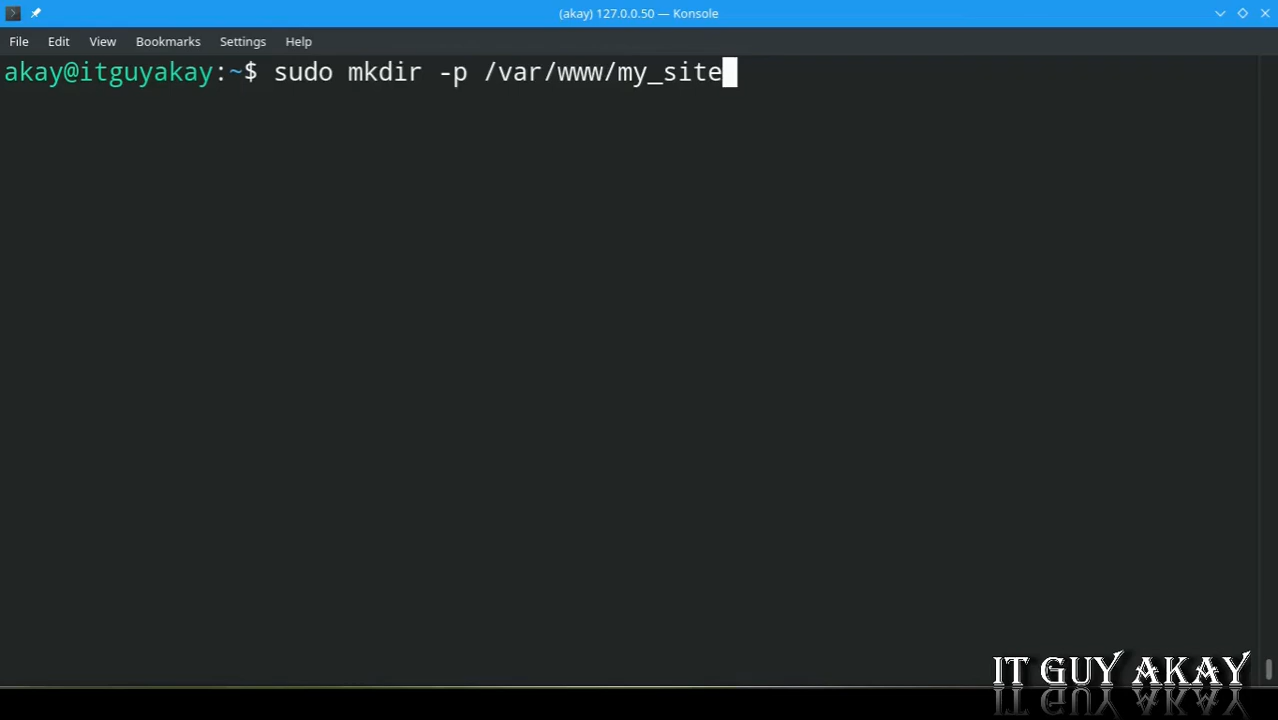 (akay) 127.0.0.50 — Konsole
File Edit View Bookmarks Settings Help
akay@itguyakay:~$ sudo mkdir -p /var/www/my_site
IT GUY AKAY